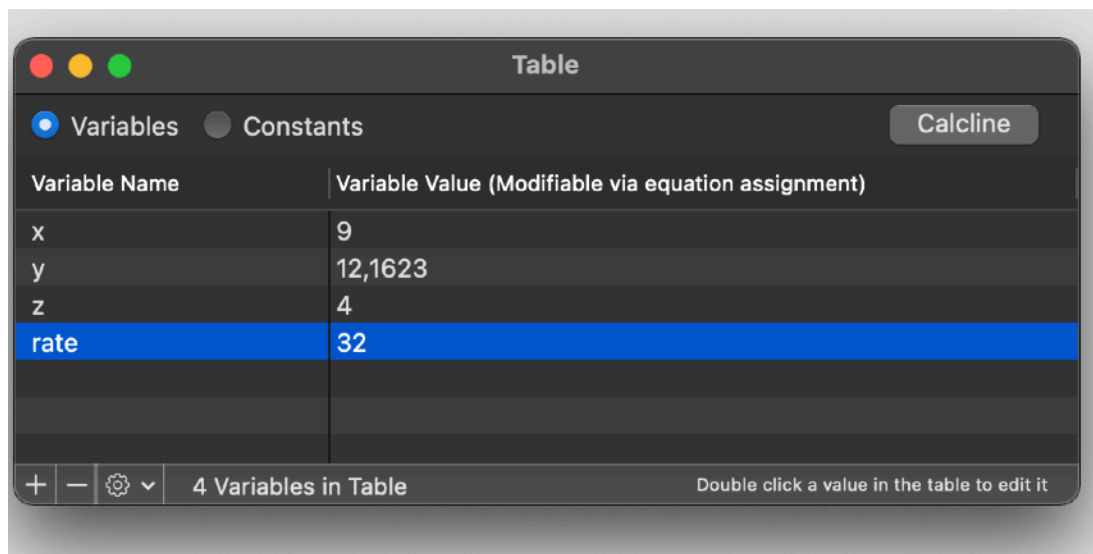 Table
Variables Constants Calcline
Variable Name Variable Value (Modifiable via equation assignment)
x 9
y 12,1623
z 4
rate 32
4 Variables in Table Double click a value in the table to edit it